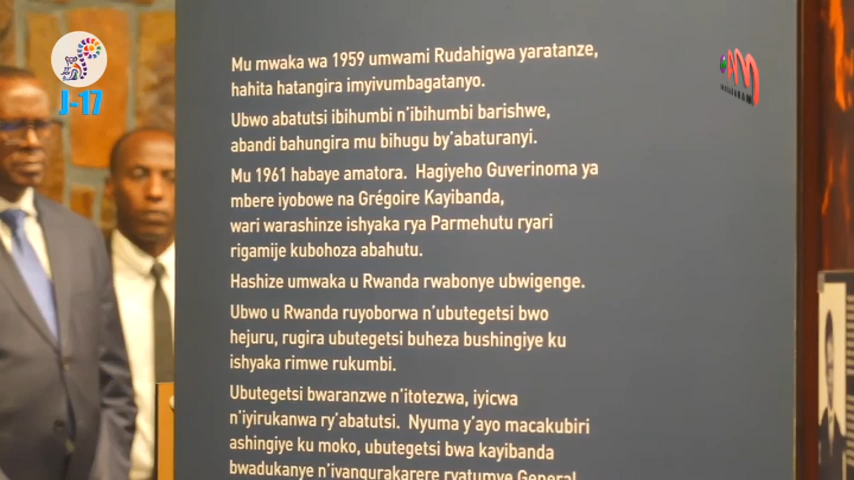 J-17
Mu mwaka wa 1959 umwami Rudahigwa yaratanze,
hahita hatangira imyivumbagatanyo.
Ubwo abatutsi ibihumbi n'ibihumbi barishwe,
abandi bahungira mu bihugu by'abaturanyi.
Mu 1961 habaye amatora. Hagiyeho Guverinoma ya
mbere iyobowe na Grégoire Kayibanda,
wari warashinze ishyaka rya Parmehutu ryari
rigamije kubohoza abahutu.
Hashize umwaka u Rwanda rwabonye ubwigenge.
Ubwo u Rwanda ruyoborwa n'ubutegetsi bwo
hejuru, rugira ubutegetsi buheza bushingiye ku
ishyaka rimwe rukumbi.
Ubutegetsi bwaranzwe n'itotezwa, iyicwa
n'iyirukanwa ry'abatutsi. Nyuma y'ayo macakubiri
ashingiye ku moko, ubutegetsi bwa kayibanda
bwadukanye n'ivangurakarere ryatumye General